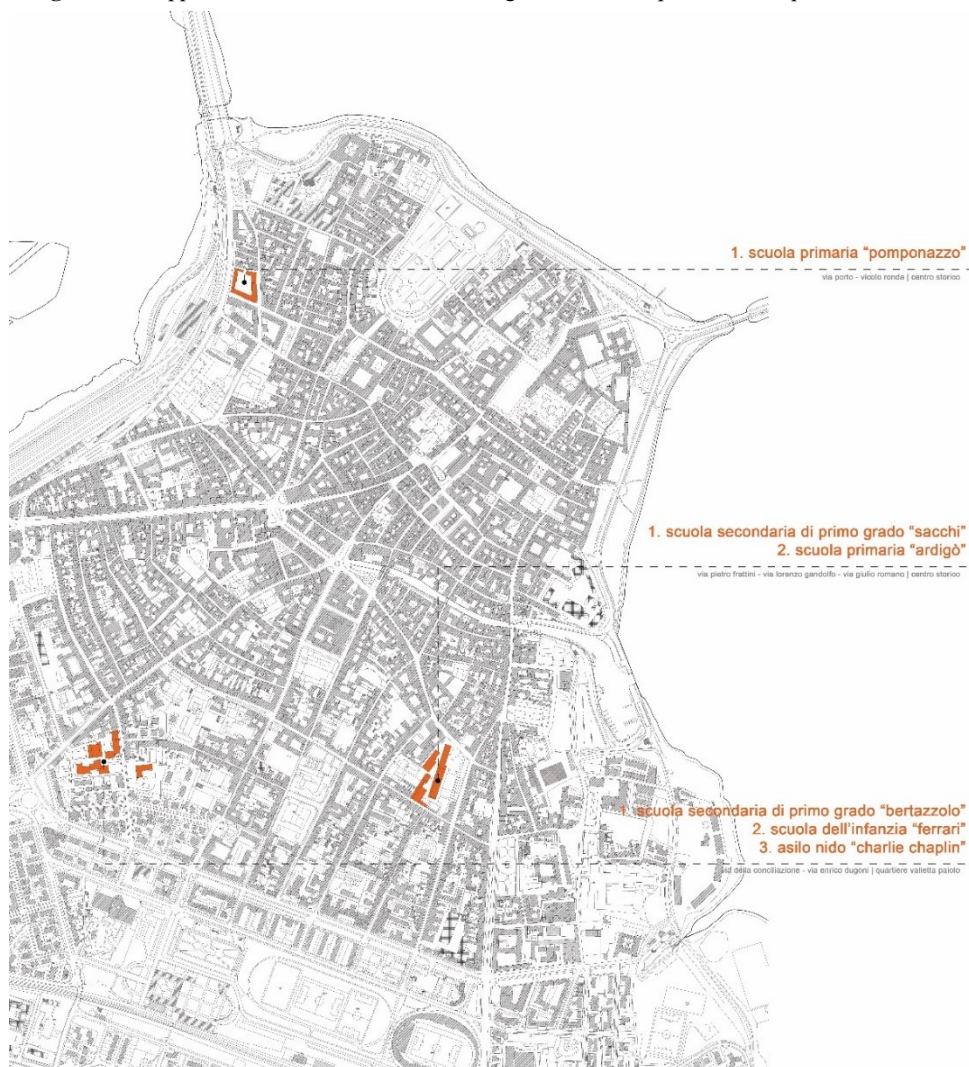 1. scuola primaria "pomponazzo"
via porto - vicolo ronda | centro storico
1. scuola secondaria di primo grado "sacchi"
2. scuola primaria "ardigò"
via pietro frattini - via lorenzo gandolfo - via giulio romano | centro storico
1. scuola secondaria di primo grado "bertazzolo"
2. scuola dell'infanzia "ferrari"
3. asilo nido "charlie chaplin"
della conciliazione - via enrico dugoni | quartiere valletta paiolo